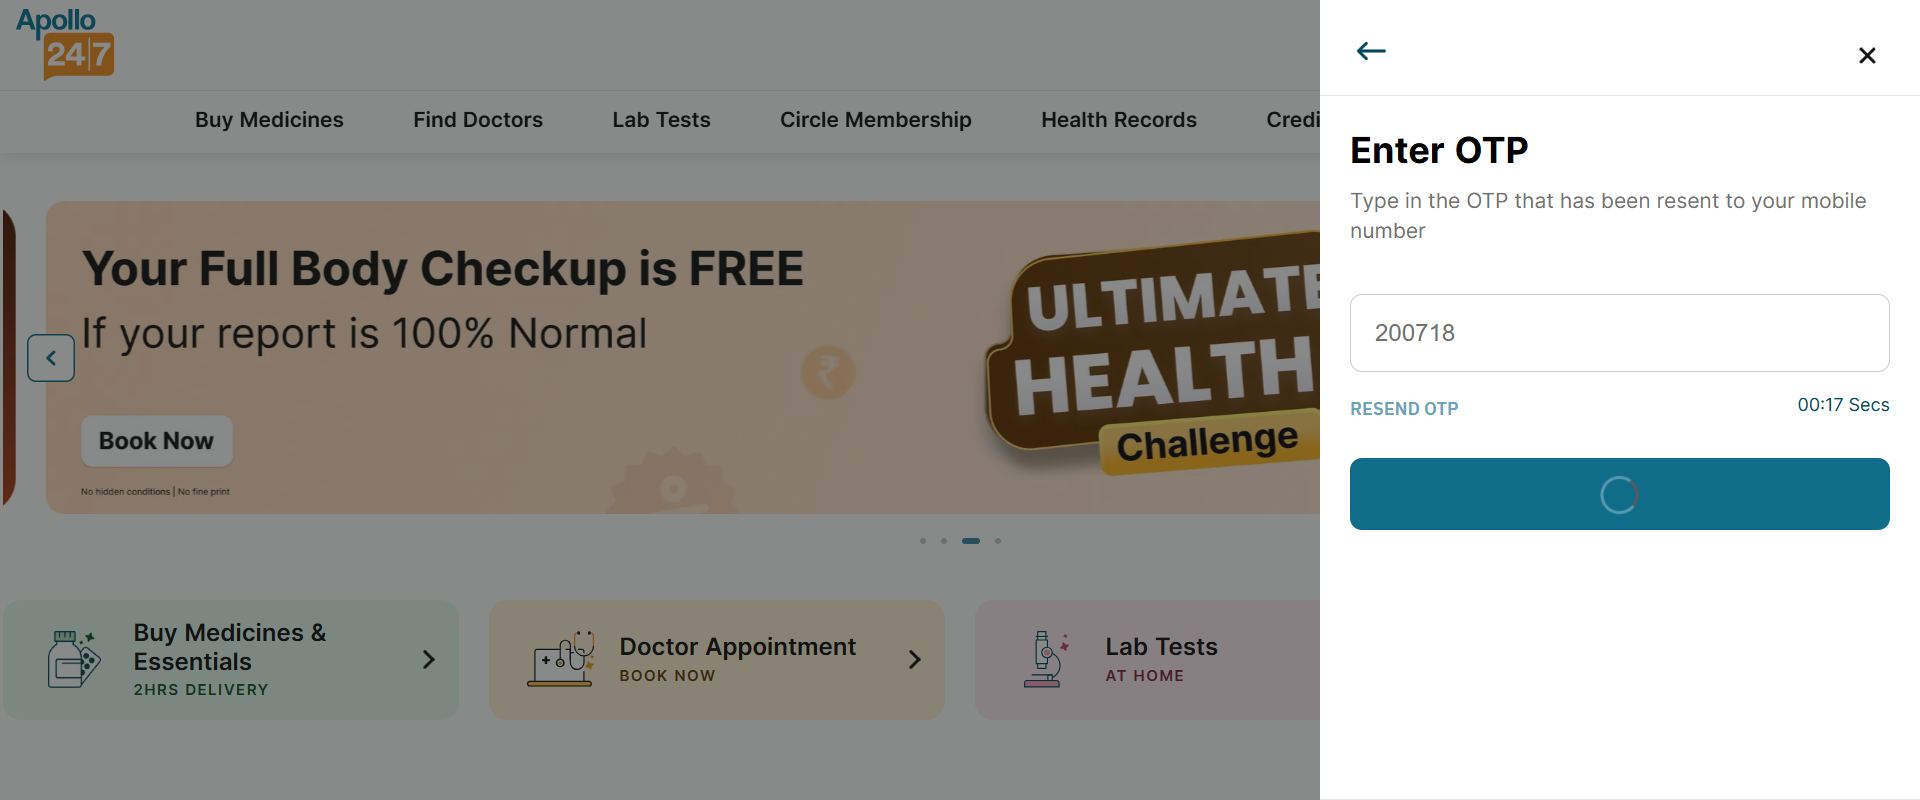 Apollo
24|7
Buy Medicines
Find Doctors
Lab Tests
Circle Membership
Health Records
Credi
Your Full Body Checkup is FREE
If your report is 100% Normal
Book Now
No hidden conditions | No fine print
₹
ULTIMATE
HEALTH
Challenge
Buy Medicines &
Essentials
2HRS DELIVERY
Doctor Appointment
BOOK NOW
Lab Tests
AT HOME
Enter OTP
Type in the OTP that has been resent to your mobile
number
200718
RESEND OTP
00:17 Secs